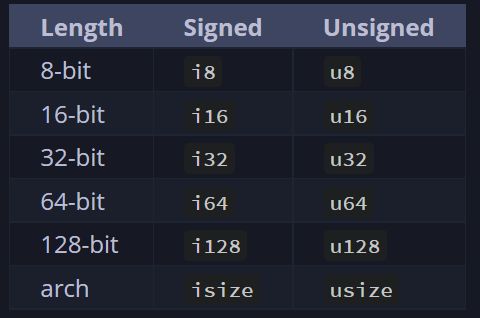 Length Signed Unsigned
8-bit i8 u8
16-bit i16 u16
32-bit i32 u32
64-bit i64 u64
128-bit i128 u128
arch isize usize